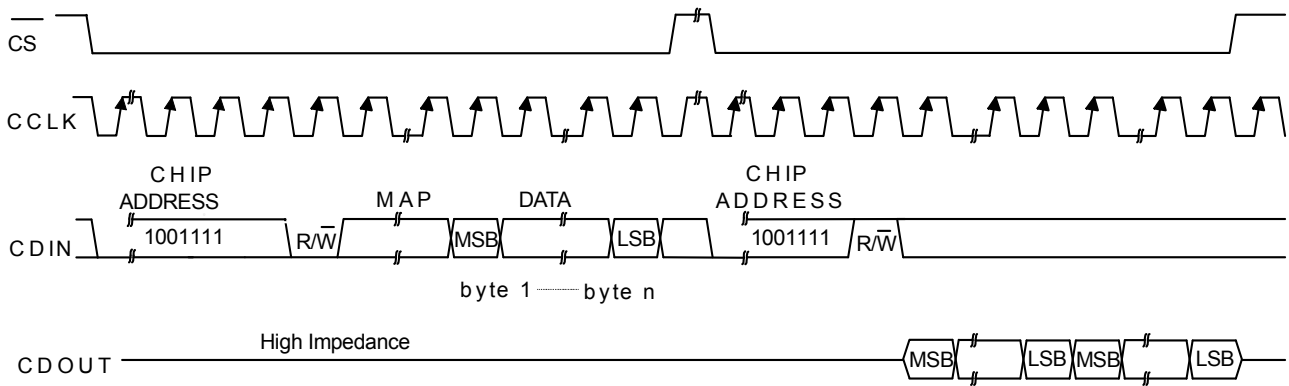 CS
CCLK
CHIP
ADDRESS
MAP
DATA
CHIP
ADDRESS
CDIN
1001111
R/W
MSB
LSB
1001111
R/W
byte 1
byte n
High Impedance
CDOUT
MSB
LSB
MSB
LSB